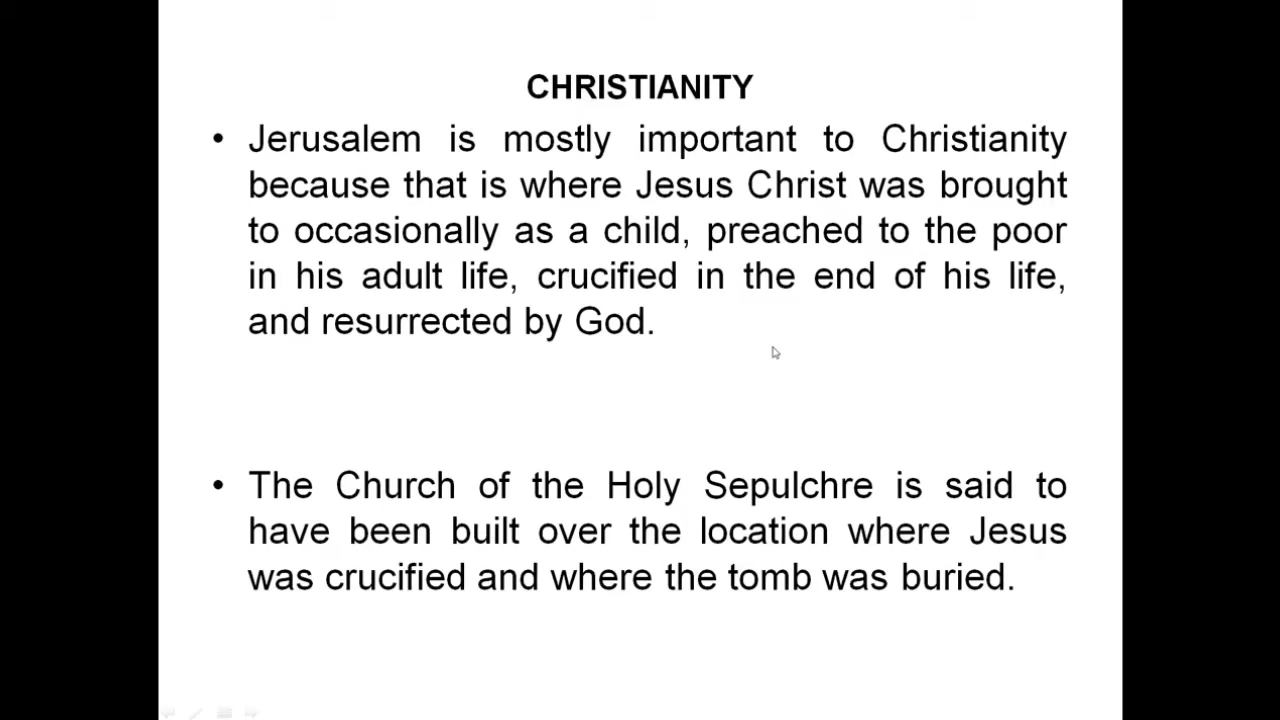 CHRISTIANITY
• Jerusalem is mostly important to Christianity
because that is where Jesus Christ was brought
to occasionally as a child, preached to the poor
in his adult life, crucified in the end of his life,
and resurrected by God.
• The Church of the Holy Sepulchre is said to
have been built over the location where Jesus
was crucified and where the tomb was buried.